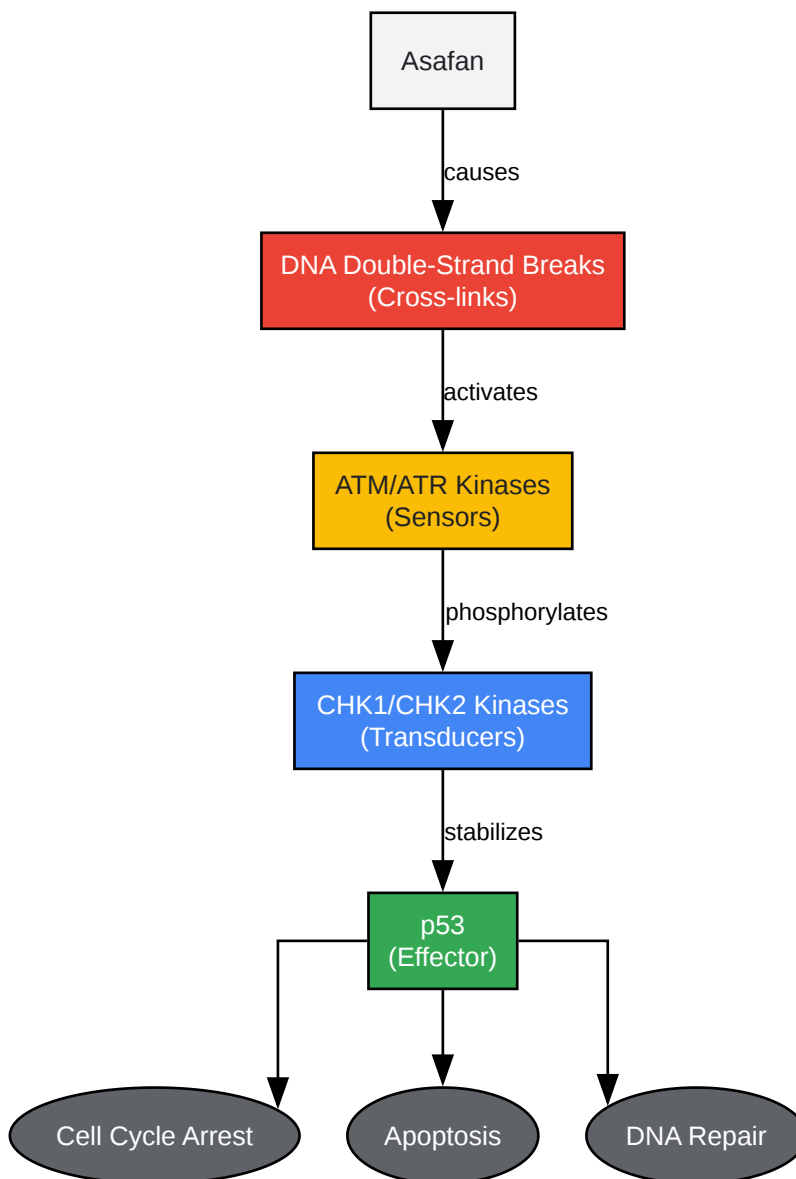 Asafan
causes
DNA Double-Strand Breaks
(Cross-links)
activates
ATM/ATR Kinases
(Sensors)
phosphorylates
CHK1/CHK2 Kinases
(Transducers)
stabilizes
p53
(Effector)
Cell Cycle Arrest
Apoptosis
DNA Repair